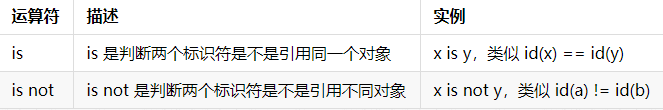 运算符 描述 实例
is is 是判断两个标识符是不是引用同一个对象 x is y，类似 id(x) == id(y)
is not is not 是判断两个标识符是不是引用不同对象 x is not y，类似 id(a) != id(b)